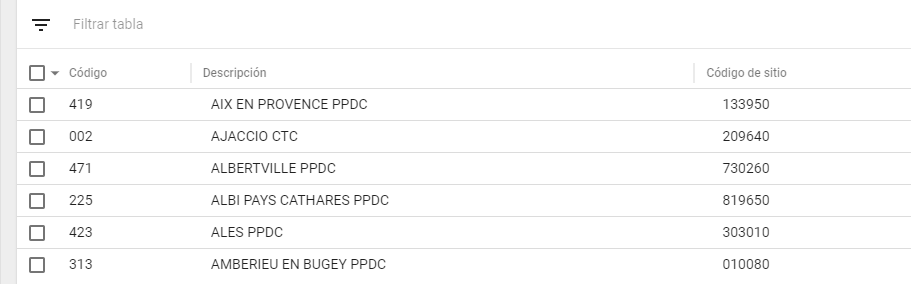 Filtrar tabla
Código Descripción Código de sitio
419 AIX EN PROVENCE PPDC 133950
002 AJACCIO CTC 209640
471 ALBERTVILLE PPDC 730260
225 ALBI PAYS CATHARES PPDC 819650
423 ALES PPDC 303010
313 AMBERIEU EN BUGEY PPDC 010080